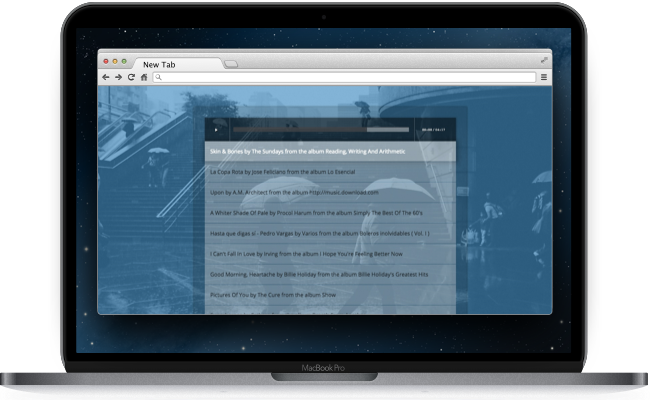 New Tab
Skin & Bones by The Sundays from the album Reading, Writing And Arithmetic
La Copa Rota by Jose Feliciano from the album Lo Esencial
Upon by A.M. Architect from the album http://music.download.com
A Whiter Shade Of Pale by Procol Harum from the album Simply The Best Of The 60's
Hasta que digas si - Pedro Vargas by Varios from the album Boleros Inolvidables ( Vol. I )
I Can't Fall in Love by Irving from the album I Hope You're Feeling Better Now
Good Morning, Heartache by Billie Holiday from the album Billie Holiday's Greatest Hits
Pictures Of You by The Cure from the album Show
MacBook Pro